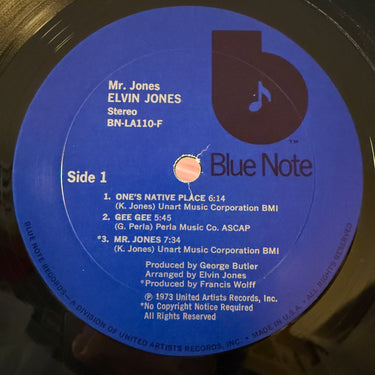 Mr. Jones
ELVIN JONES
Stereo
BN-LA110-F
™
Blue Note
Side 1
1. ONE'S NATIVE PLACE 6:14
(K. Jones) Unart Music Corporation BMI
2. GEE GEE 5:45
(G. Perla) Perla Music Co. ASCAP
*3. MR. JONES 7:34
(K. Jones) Unart Music Corporation BMI
Produced by George Butler
Arranged by Elvin Jones
*Produced by Francis Wolff
℗ 1973 United Artists Records, Inc.
*No Copyright Notice Required
All Rights Reserved
BLUE NOTE RECORDS—A DIVISION OF UNITED ARTISTS RECORDS, INC. • MADE IN U.S.A. • ALL RIGHTS RESERVED.